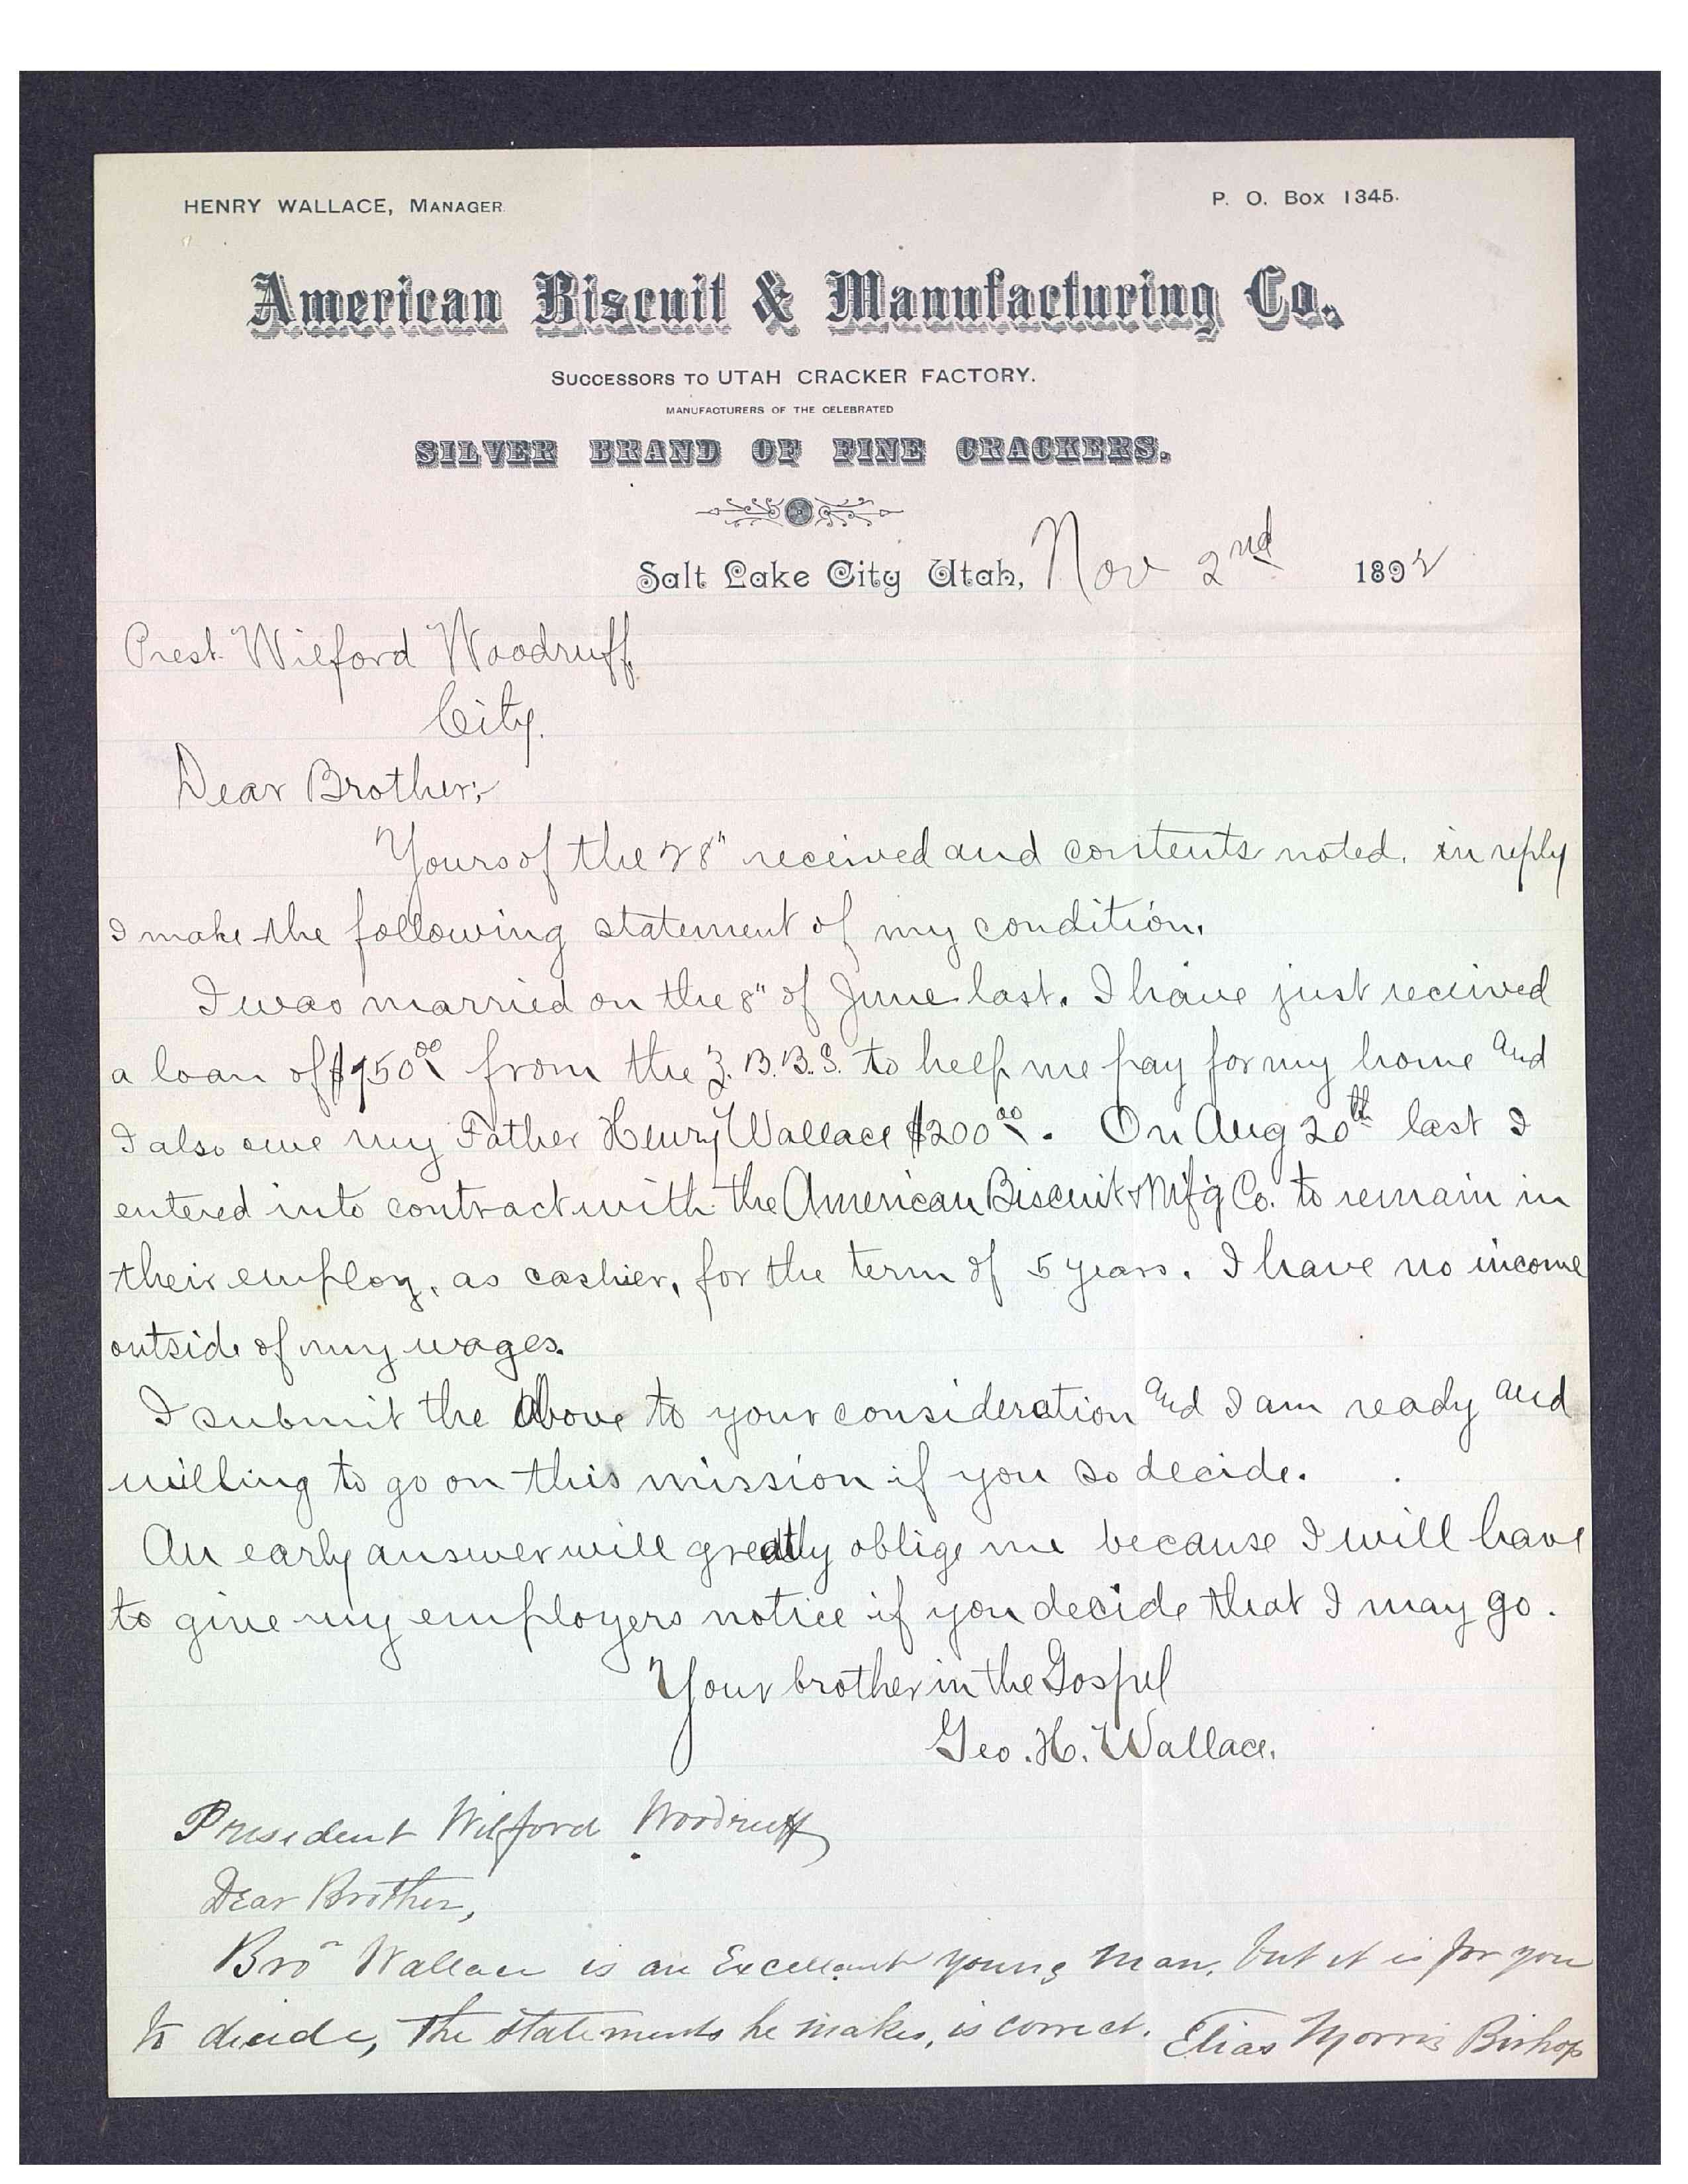 HENRY WALLACE, MANAGER.
P. O. Box 1345.
American Biscuit & Manufacturing Co.
SUCCESSORS TO UTAH CRACKER FACTORY.
MANUFACTURERS OF THE CELEBRATED
SILVER BRAND OF FINE CRACKERS.
Salt Lake City Utah, Nov 2nd 1892
Prest. Wilford Woodruff
City.
Dear Brother;
Yours of the 28" received and contents noted. in reply
I make the following statement of my condition.
I was married on the 8" of June last. I have just received
a loan of $750.00 from the Z. B. B. S. to help me pay for my home and
I also owe my Father Henry Wallace $200.00. On Aug 20th last I
entered into contract with the American Biscuit & Mf'g Co. to remain in
their employ, as cashier, for the term of 5 years. I have no income
outside of my wages.
I submit the above to your consideration and I am ready and
willing to go on this mission if you so decide.
An early answer will greatly oblige me because I will have
to give my employers notice if you decide that I may go.
Your brother in the Gospel
Geo. H. Wallace.
President Wilford Woodruff
Dear Brother,
Bro Wallace is an Excellant young man, but it is for you
to decide, the statements he makes, is correct. Elias Morris Bishop